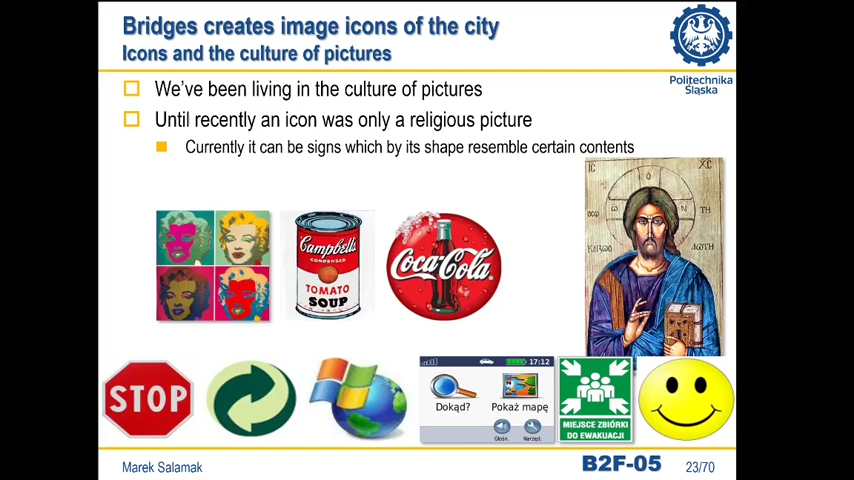 Bridges creates image icons of the city
Icons and the culture of pictures
Politechnika
Śląska
We've been living in the culture of pictures
Until recently an icon was only a religious picture
Currently it can be signs which by its shape resemble certain contents
IC
XC
Campbell's
CONDENSED
TOMATO
SOUP
Coca-Cola
STOP
17:12
Dokąd?
Pokaż mapę
Głośn.
Narzęd.
MIEJSCE ZBIÓRKI
DO EWAKUACJI
Marek Salamak
B2F-05
23/70